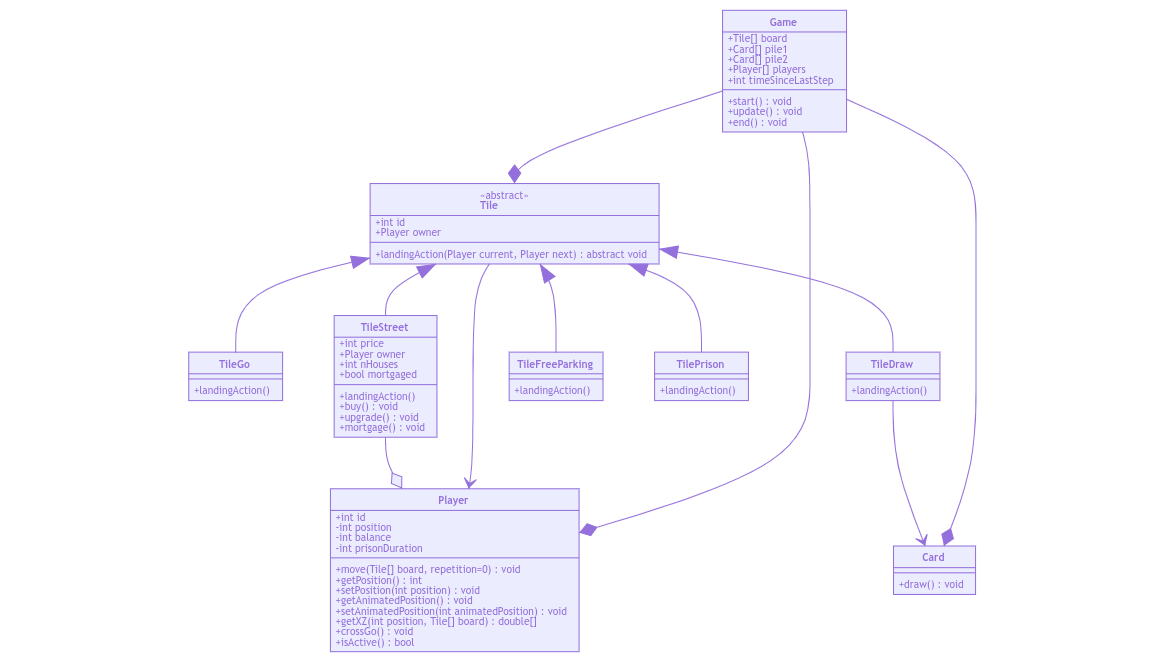 Game
+Tile[] board
+Card[] pile1
+Card[] pile2
+Player[] players
+int timeSinceLastStep
+start() : void
+update() : void
+end() : void
«abstract»
Tile
+int id
+Player owner
+landingAction(Player current, Player next) : abstract void
TileGo
+landingAction()
TileStreet
+int price
+Player owner
+int nHouses
+bool mortgaged
+landingAction()
+buy() : void
+upgrade() : void
+mortgage() : void
TileFreeParking
+landingAction()
TilePrison
+landingAction()
TileDraw
+landingAction()
Player
+int id
-int position
-int balance
-int prisonDuration
+move(Tile[] board, repetition=0) : void
+getPosition() : int
+setPosition(int position) : void
+getAnimatedPosition() : void
+setAnimatedPosition(int animatedPosition) : void
+getXZ(int position, Tile[] board) : double[]
+crossGo() : void
+isActive() : bool
Card
+draw() : void